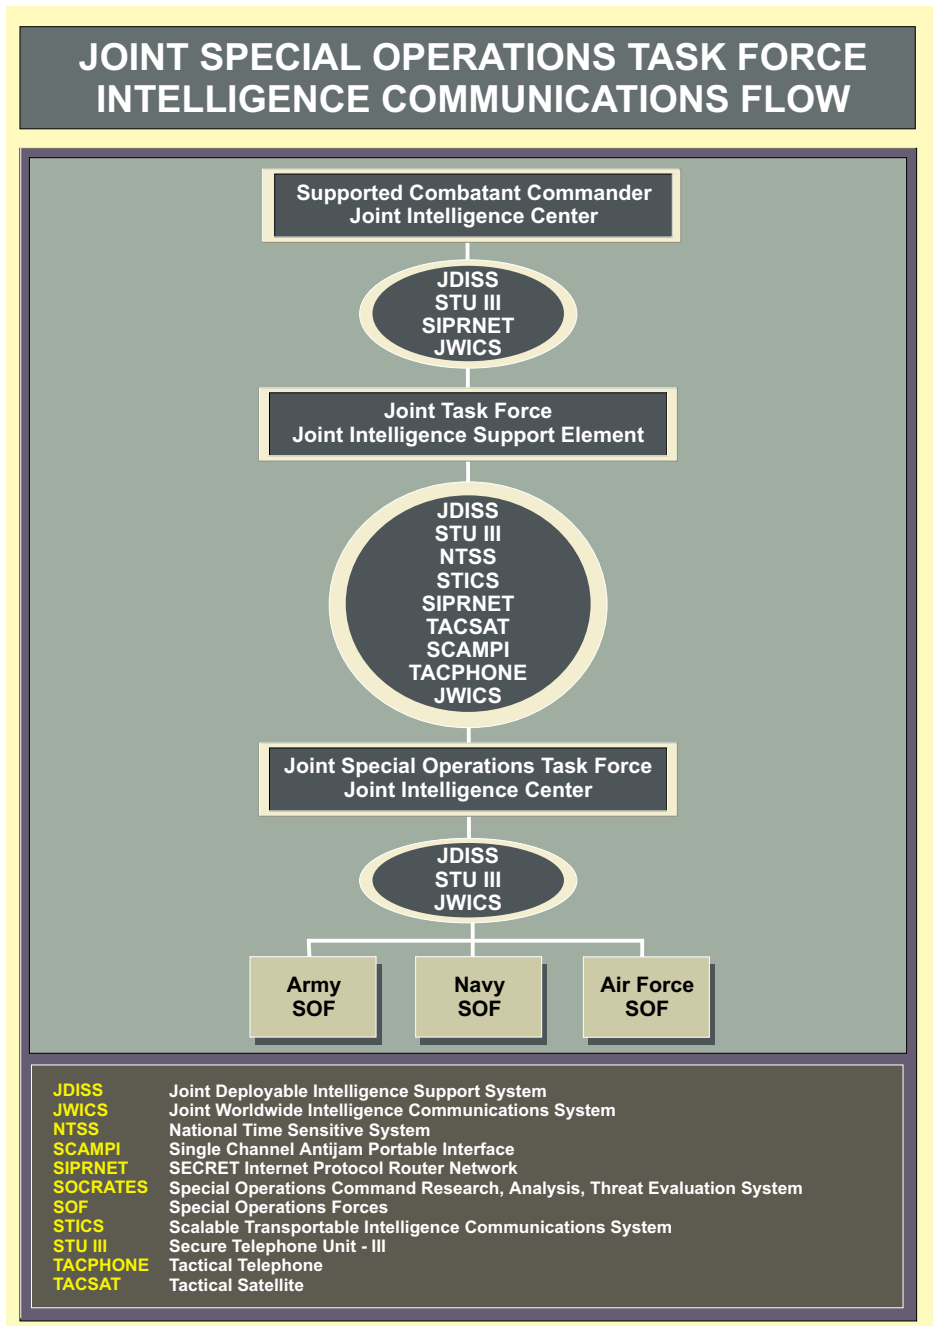 JOINT SPECIAL OPERATIONS TASK FORCE
INTELLIGENCE COMMUNICATIONS FLOW
Supported Combatant Commander
Joint Intelligence Center
JDISS
STU III
SIPRNET
JWICS
Joint Task Force
Joint Intelligence Support Element
JDISS
STU III
NTSS
STICS
SIPRNET
TACSAT
SCAMPI
TACPHONE
JWICS
Joint Special Operations Task Force
Joint Intelligence Center
JDISS
STU III
JWICS
Army
SOF
Navy
SOF
Air Force
SOF
JDISS Joint Deployable Intelligence Support System
JWICS Joint Worldwide Intelligence Communications System
NTSS National Time Sensitive System
SCAMPI Single Channel Antijam Portable Interface
SIPRNET SECRET Internet Protocol Router Network
SOCRATES Special Operations Command Research, Analysis, Threat Evaluation System
SOF Special Operations Forces
STICS Scalable Transportable Intelligence Communications System
STU III Secure Telephone Unit - III
TACPHONE Tactical Telephone
TACSAT Tactical Satellite